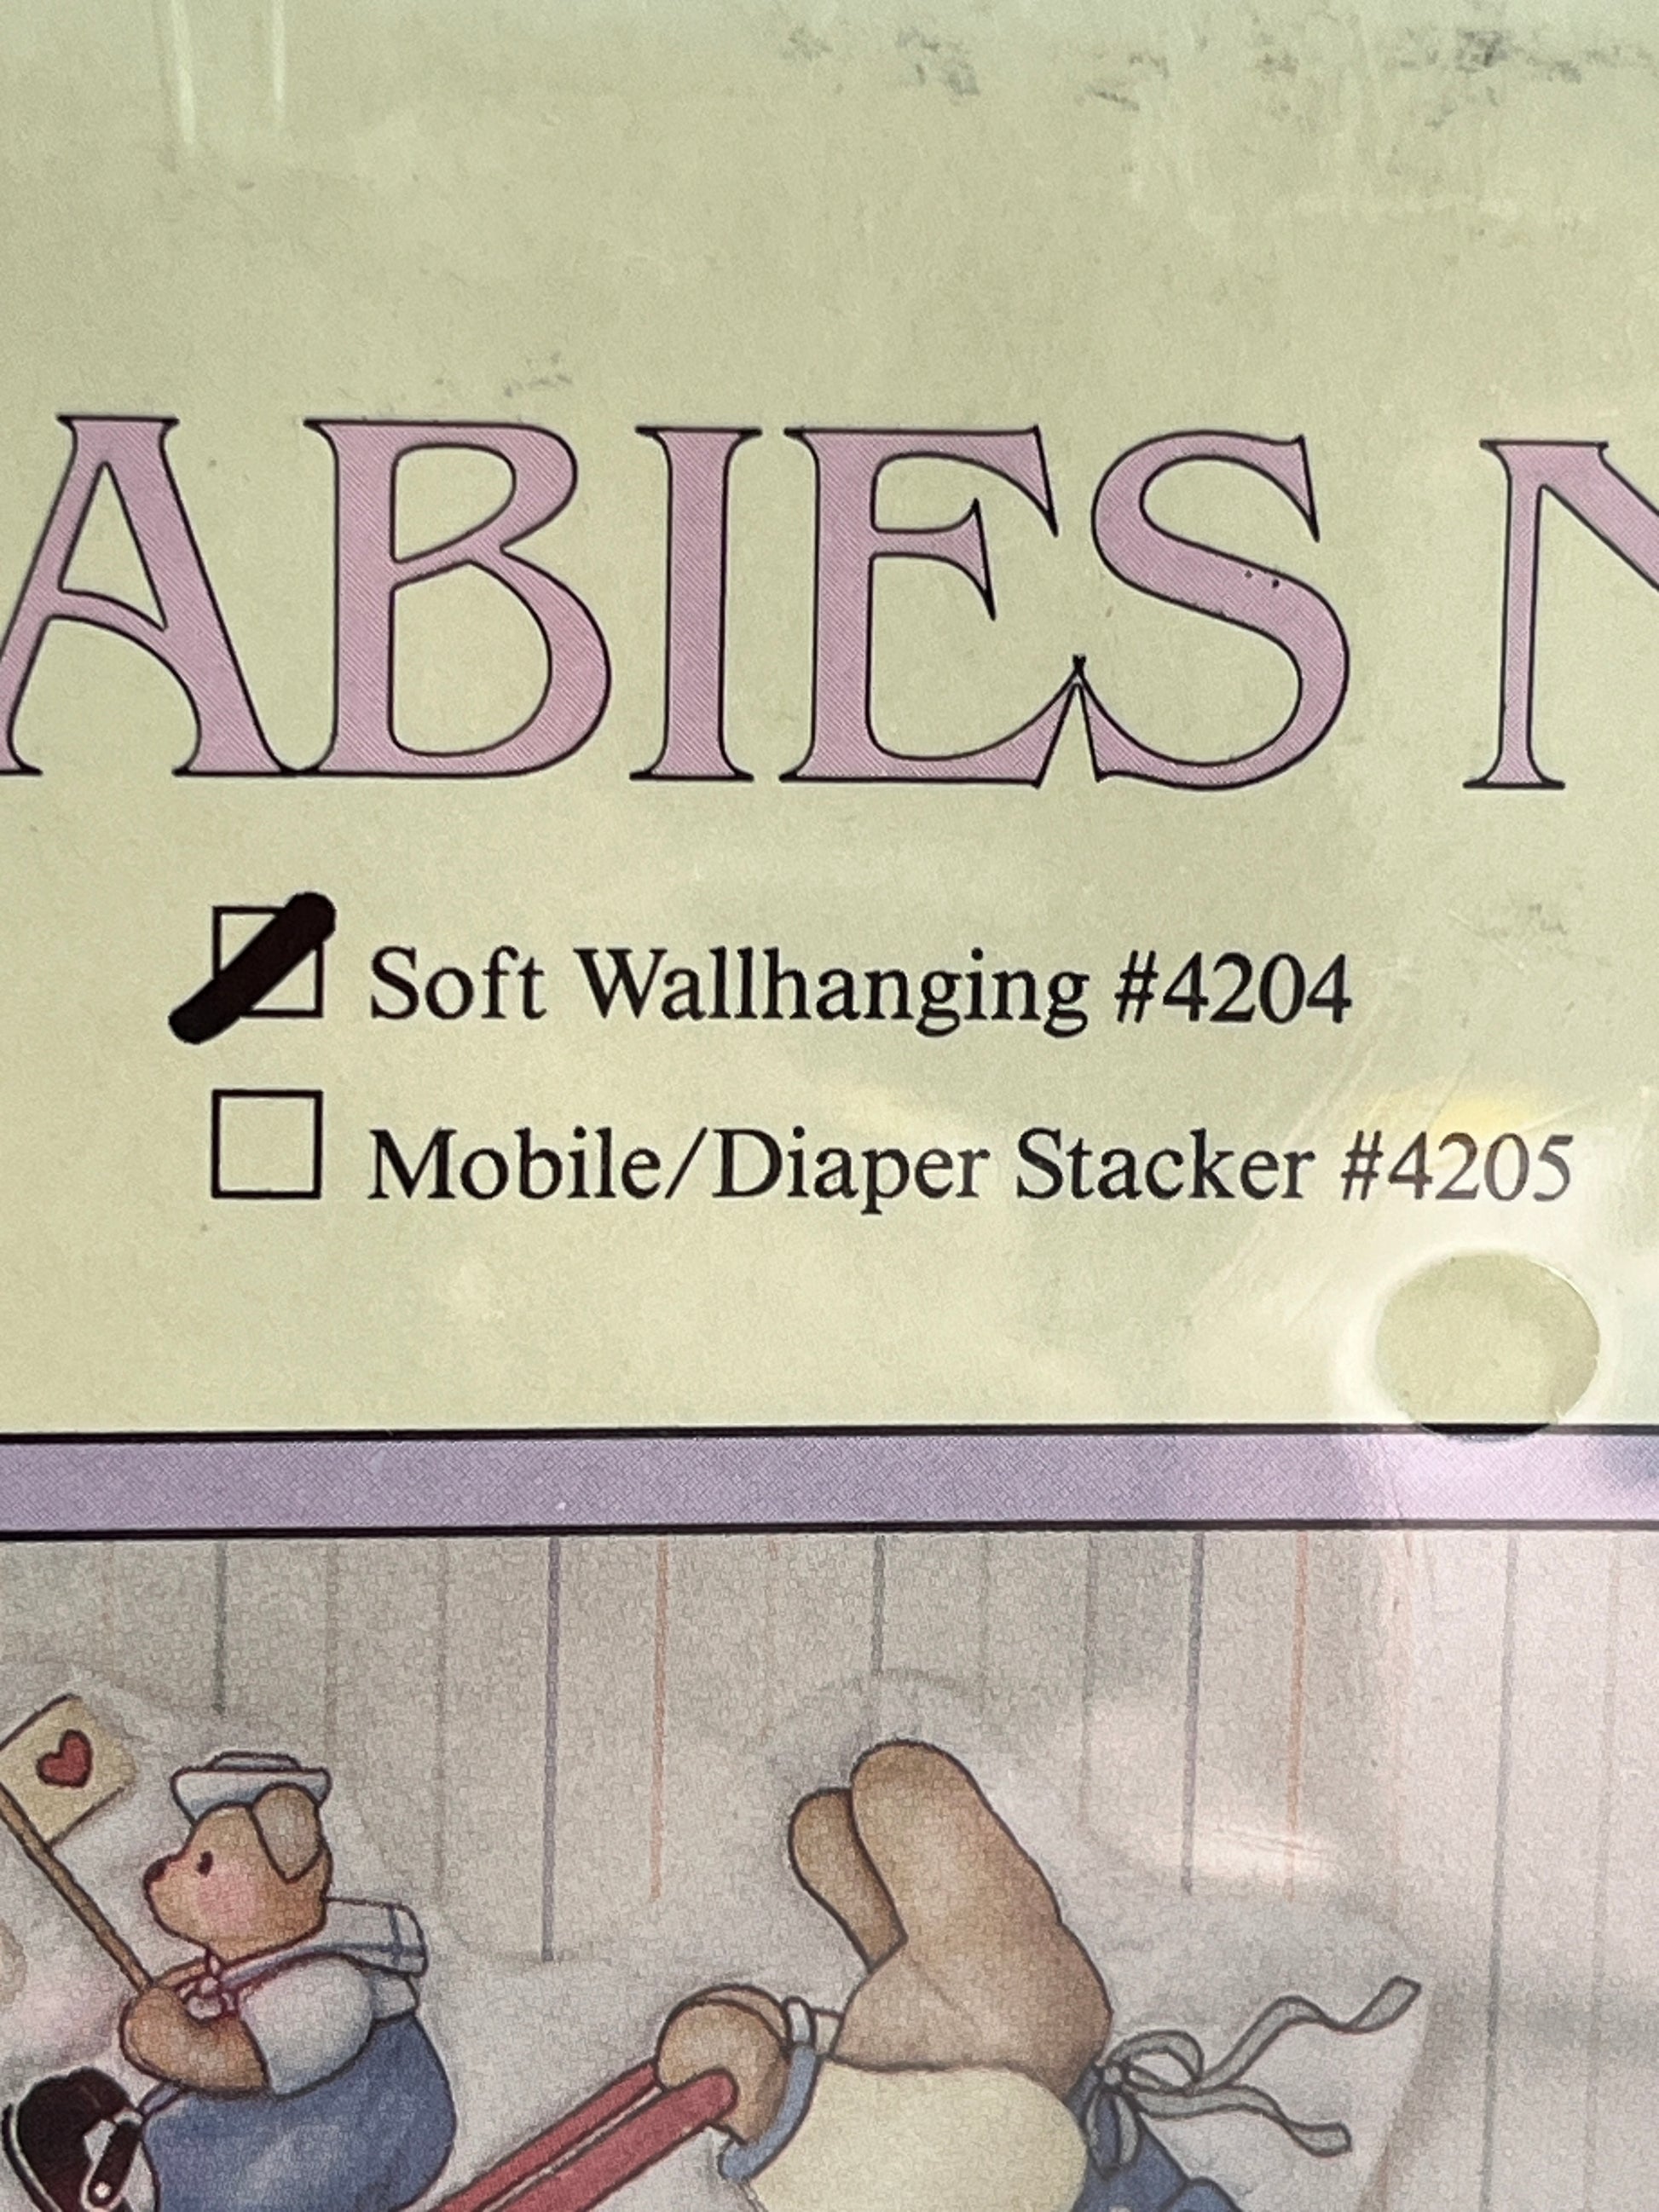 ABIES N
Soft Wallhanging #4204
Mobile/Diaper Stacker #4205